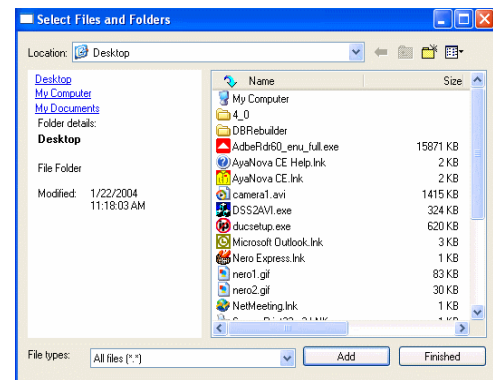 Select Files and Folders
Location: Desktop
Desktop
My Computer
My Documents
Folder details:
Desktop
File Folder
Modified: 1/22/2004
11:18:03 AM
Name Size
My Computer
4_0
DBRebuilder
AdbeRdr60_enu_full.exe 15871 KB
AyaNova CE Help.lnk 2 KB
AyaNova CE.lnk 2 KB
camera1.avi 1415 KB
DSS2AVI.exe 324 KB
ducsetup.exe 620 KB
Microsoft Outlook.lnk 3 KB
Nero Express.lnk 1 KB
nero1.gif 83 KB
nero2.gif 30 KB
NetMeeting.lnk 1 KB
File types: All files (*.*) Add Finished